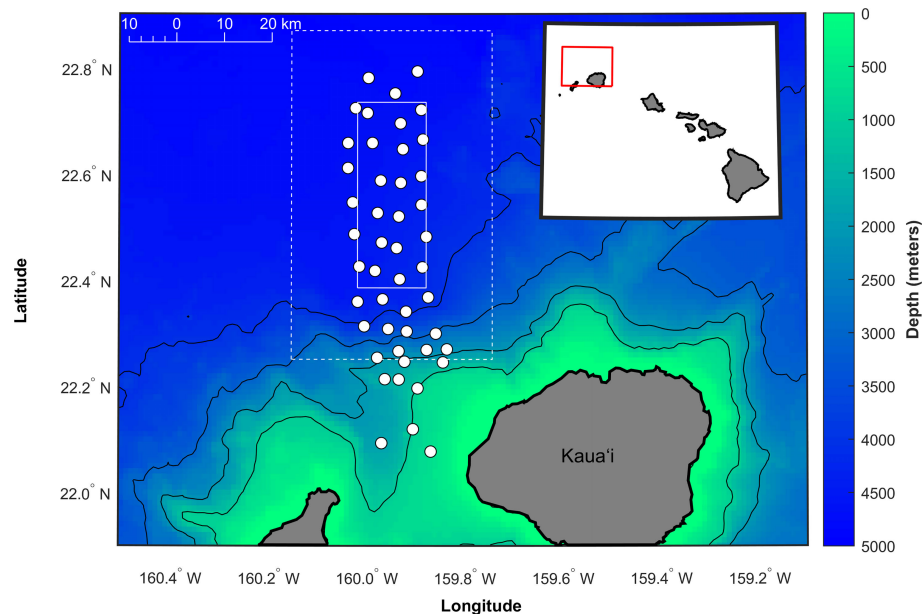 10 0 10 20 km
22.8° N
22.6° N
22.4° N
22.2° N
22.0° N
Latitude
Kauaʻi
160.4° W 160.2° W 160.0° W 159.8° W 159.6° W 159.4° W 159.2° W
Longitude
0
500
1000
1500
2000
2500
3000
3500
4000
4500
5000
Depth (meters)